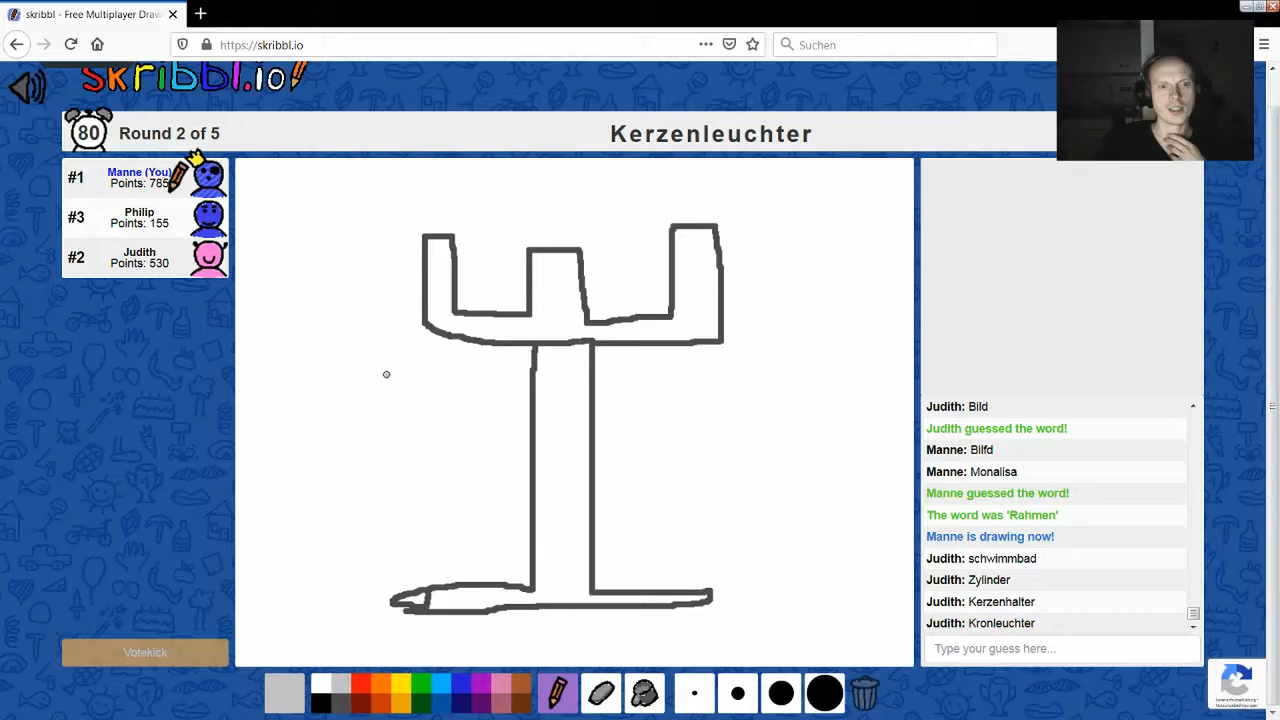 skribbl - Free Multiplayer Draw
https://skribbl.io
Suchen
skribbl.io!
80
Round 2 of 5
Kerzenleuchter
#1
Manne (You)
Points: 785
#3
Philip
Points: 155
#2
Judith
Points: 530
Judith: Bild
Judith guessed the word!
Manne: Bilfd
Manne: Monalisa
Manne guessed the word!
The word was 'Rahmen'
Manne is drawing now!
Judith: schwimmbad
Judith: Zylinder
Judith: Kerzenhalter
Judith: Kronleuchter
Type your guess here...
Votekick